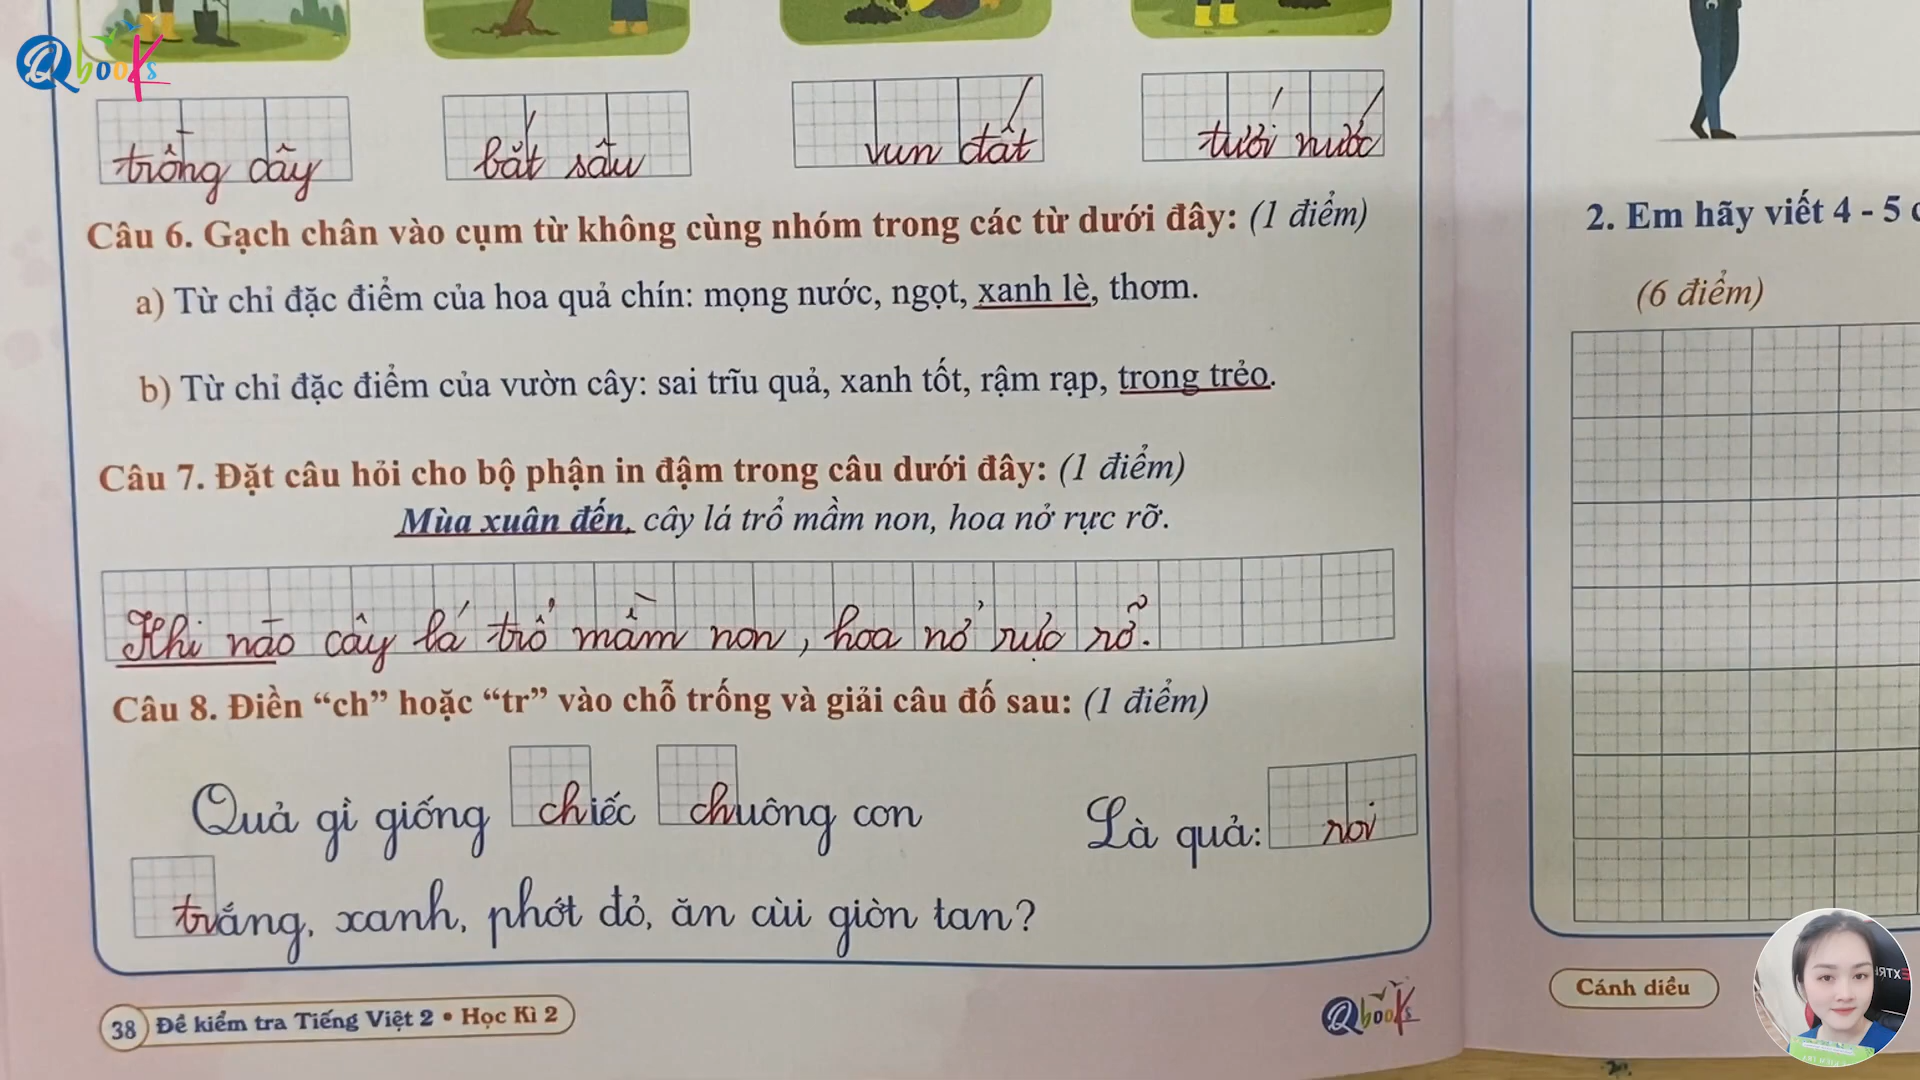 Qbooks
trồng cây
bắt sâu
vun đất
tưới nước
Câu 6. Gạch chân vào cụm từ không cùng nhóm trong các từ dưới đây: (1 điểm)
a) Từ chỉ đặc điểm của hoa quả chín: mọng nước, ngọt, xanh lè, thơm.
b) Từ chỉ đặc điểm của vườn cây: sai trĩu quả, xanh tốt, rậm rạp, trong trẻo.
Câu 7. Đặt câu hỏi cho bộ phận in đậm trong câu dưới đây: (1 điểm)
Mùa xuân đến, cây lá trổ mầm non, hoa nở rực rỡ.
Khi nào cây lá trổ mầm non, hoa nở rực rỡ.
Câu 8. Điền “ch” hoặc “tr” vào chỗ trống và giải câu đố sau: (1 điểm)
Quả gì giống chiếc chuông con
trắng, xanh, phớt đỏ, ăn cùi giòn tan?
Là quả: roi
38 Đề kiểm tra Tiếng Việt 2 • Học Kì 2
Qbooks
2. Em hãy viết 4 - 5
(6 điểm)
Cánh diều